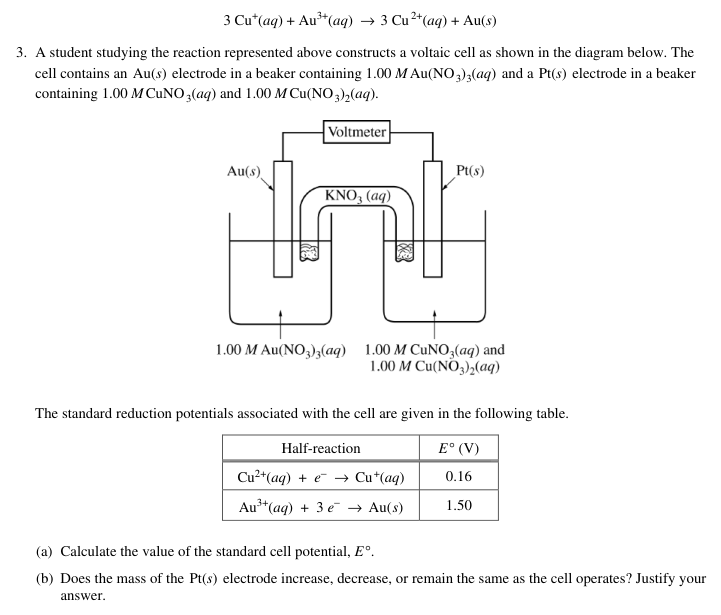 3 Cu⁺(aq) + Au³⁺(aq) → 3 Cu²⁺(aq) + Au(s)
3. A student studying the reaction represented above constructs a voltaic cell as shown in the diagram below. The
cell contains an Au(s) electrode in a beaker containing 1.00 M Au(NO₃)₃(aq) and a Pt(s) electrode in a beaker
containing 1.00 M CuNO₃(aq) and 1.00 M Cu(NO₃)₂(aq).
Voltmeter
Au(s)
Pt(s)
KNO₃ (aq)
1.00 M Au(NO₃)₃(aq)
1.00 M CuNO₃(aq) and
1.00 M Cu(NO₃)₂(aq)
The standard reduction potentials associated with the cell are given in the following table.
Half-reaction E° (V)
Cu²⁺(aq) + e⁻ → Cu⁺(aq) 0.16
Au³⁺(aq) + 3 e⁻ → Au(s) 1.50
(a) Calculate the value of the standard cell potential, E°.
(b) Does the mass of the Pt(s) electrode increase, decrease, or remain the same as the cell operates? Justify your
answer.